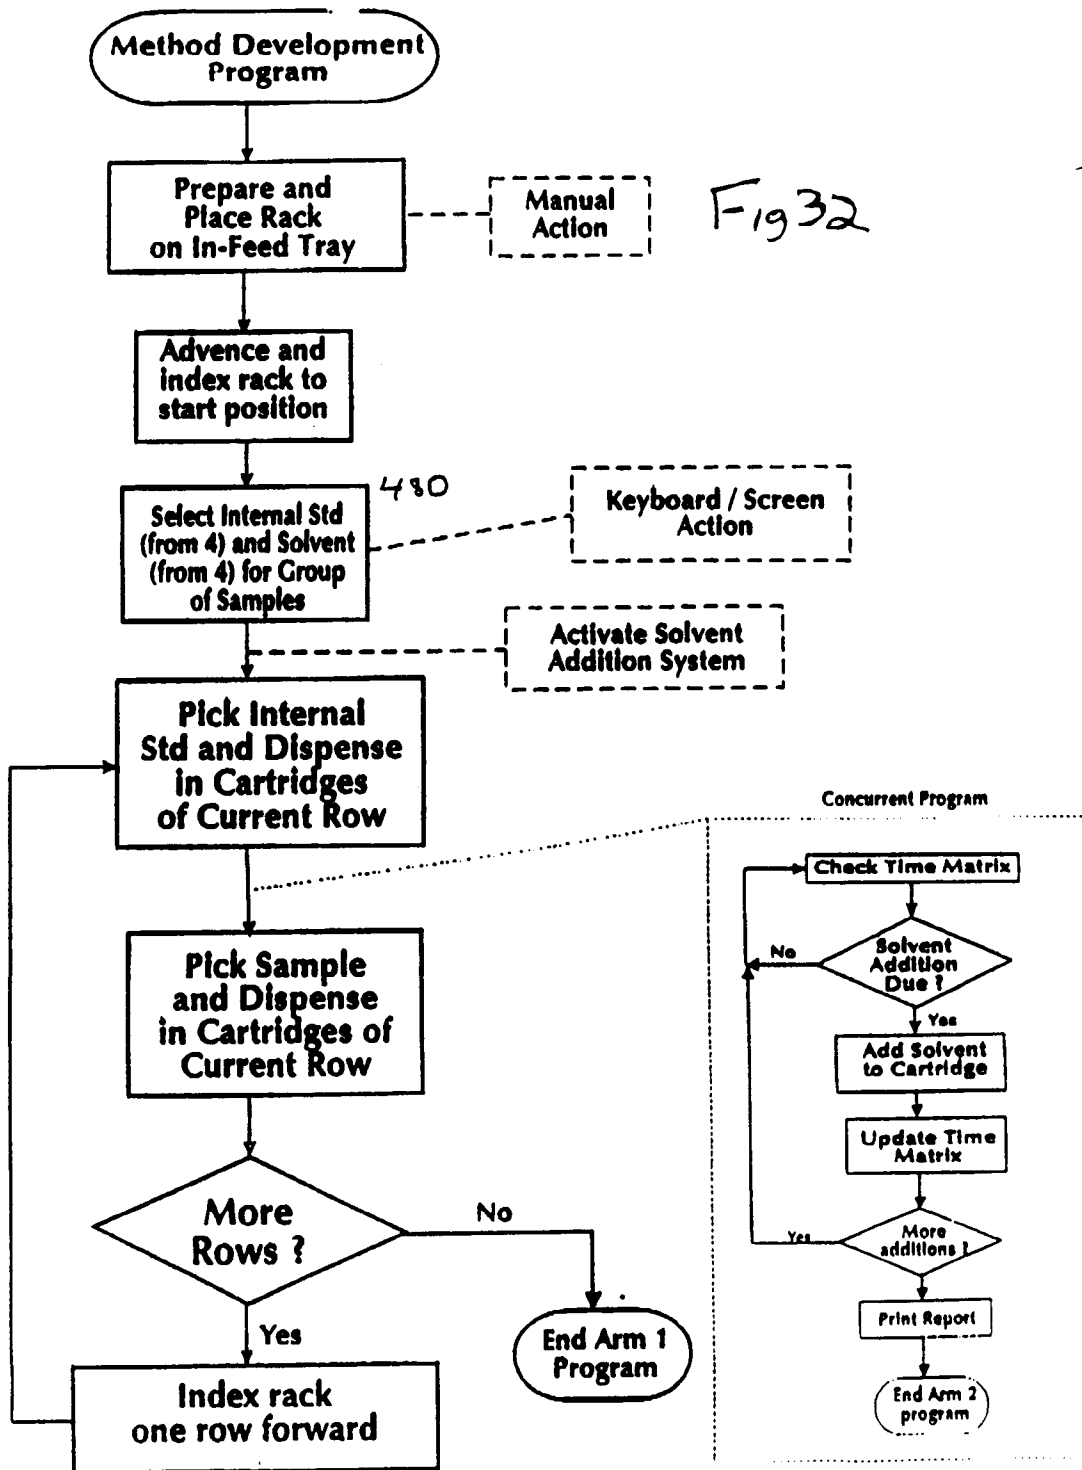 Method Development
Program
Prepare and
Place Rack
on In-Feed Tray
Manual
Action
Fig 32
Advence and
index rack to
start position
480
Select Internal Std
(from 4) and Solvent
(from 4) for Group
of Samples
Keyboard / Screen
Action
Activate Solvent
Addition System
Pick Internal
Std and Dispense
in Cartridges
of Current Row
Pick Sample
and Dispense
in Cartridges of
Current Row
More
Rows ?
No
Yes
End Arm 1
Program
Index rack
one row forward
Concurrent Program
Check Time Matrix
Solvent
Addition
Due ?
No
Yes
Add Solvent
to Cartridge
Update Time
Matrix
More
additions ?
Yes
Print Report
End Arm 2
program